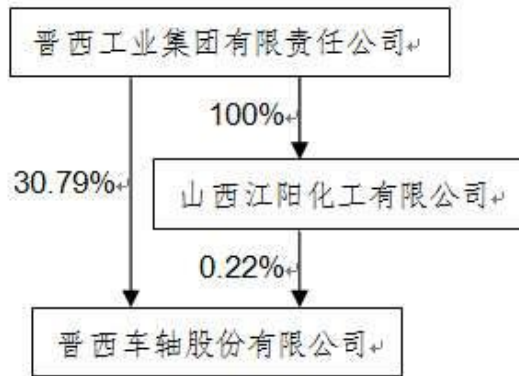 晋西工业集团有限责任公司
100%
30.79%
山西江阳化工有限公司
0.22%
晋西车轴股份有限公司